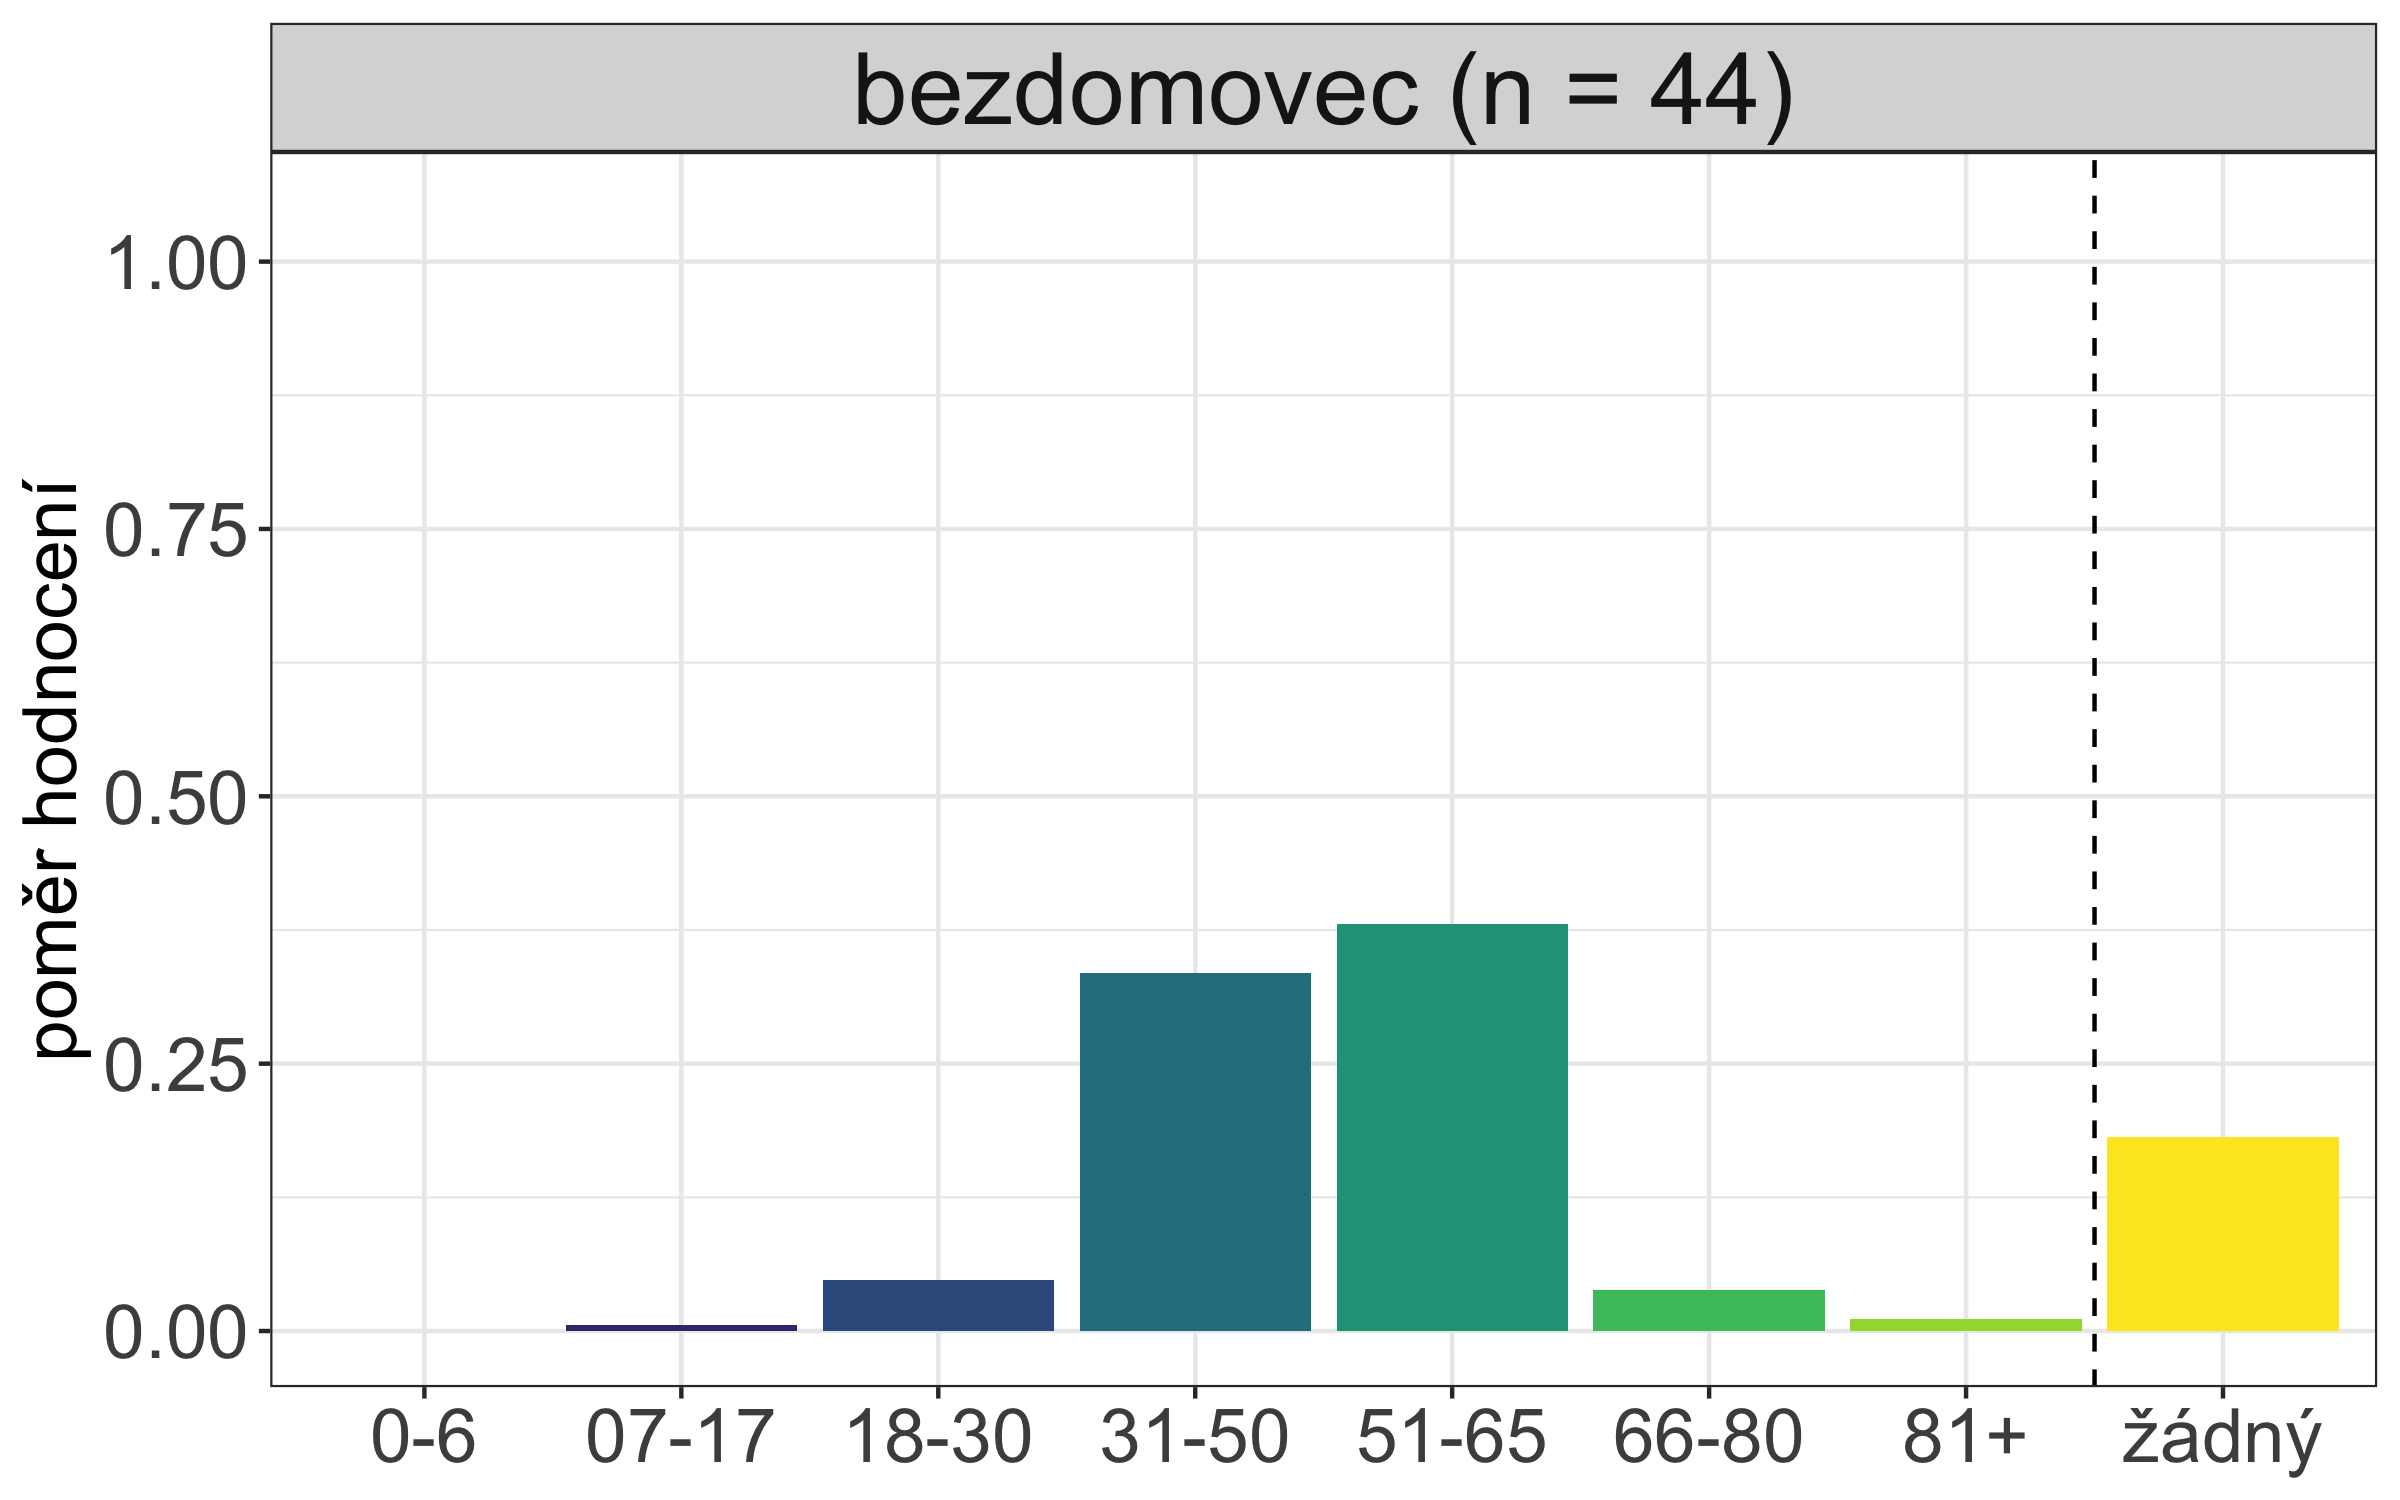 bezdomovec (n = 44)
poměr hodnocení
1.00
0.75
0.50
0.25
0.00
0-6 07-17 18-30 31-50 51-65 66-80 81+ žádný